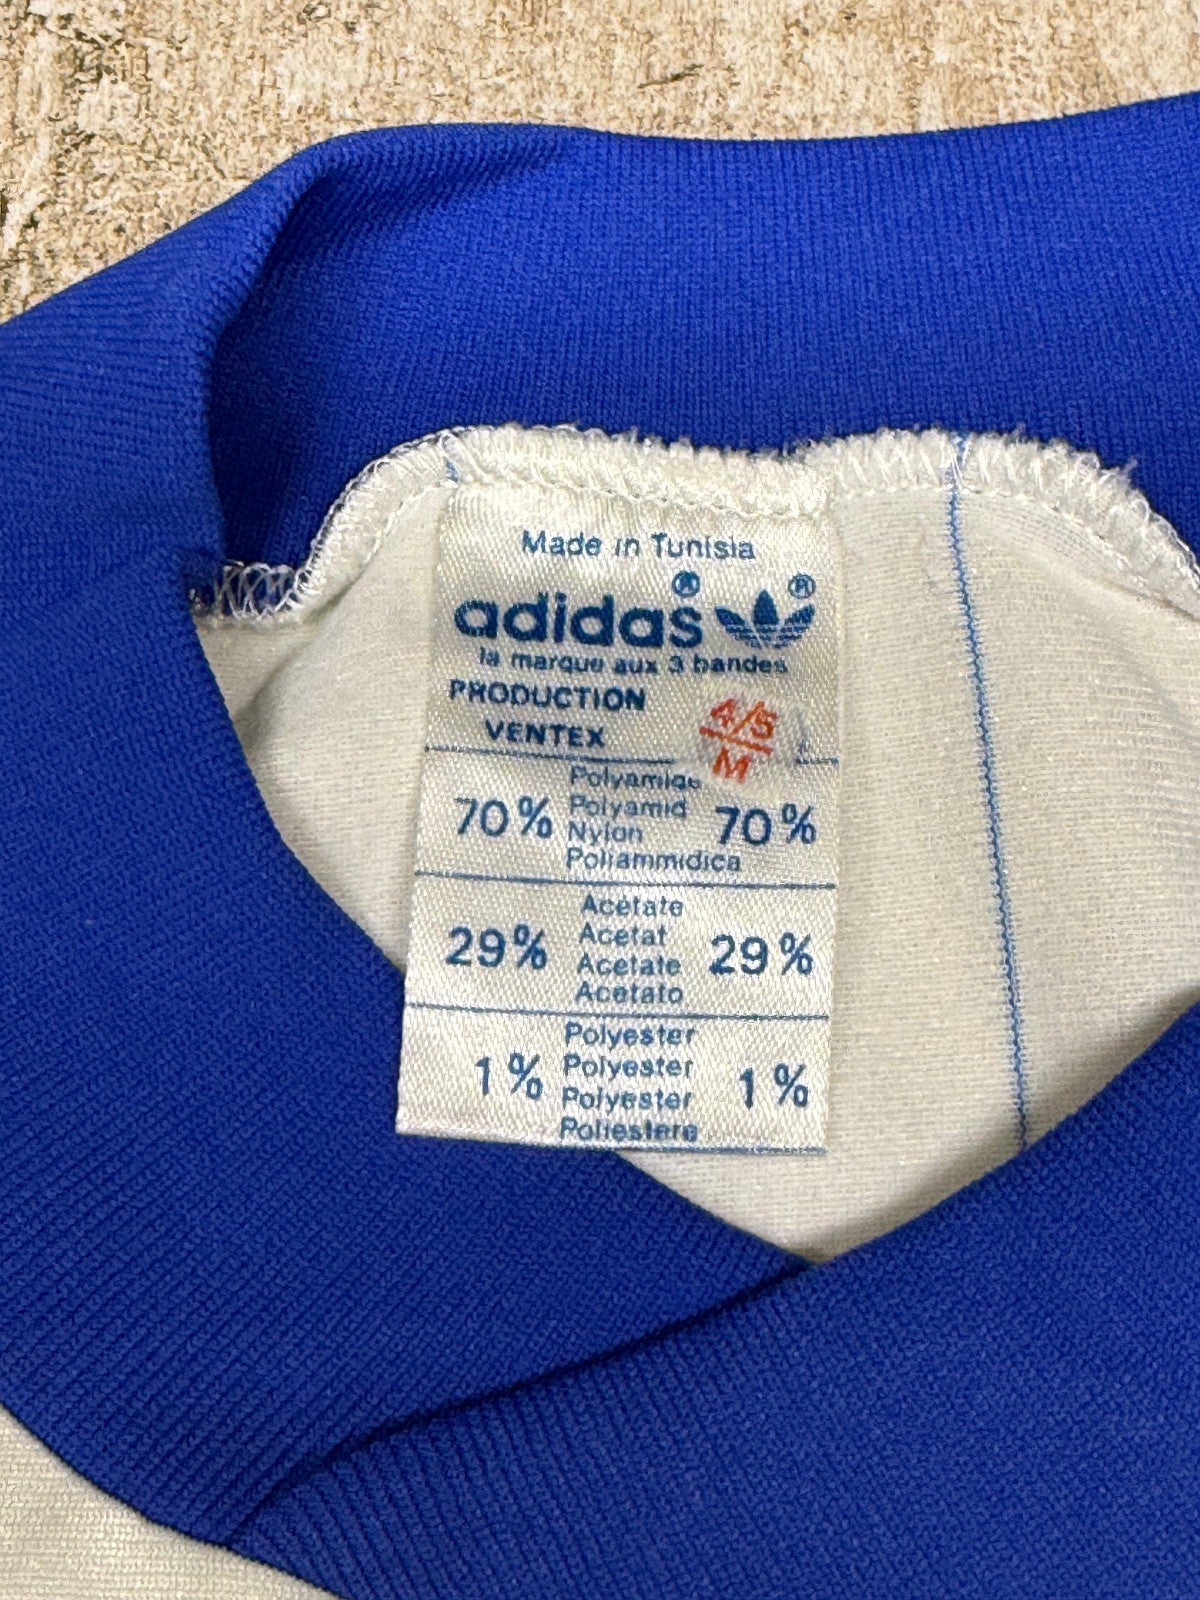 Made in Tunisia
adidas® ®
la marque aux 3 bandes
PRODUCTION
VENTEX
4/5
M
Polyamide
70% Polyamid 70%
Nylon
Poliammidica
Acétate
29% Acetat 29%
Acetate
Acetato
Polyester
1% Polyester 1%
Polyester
Poliestere